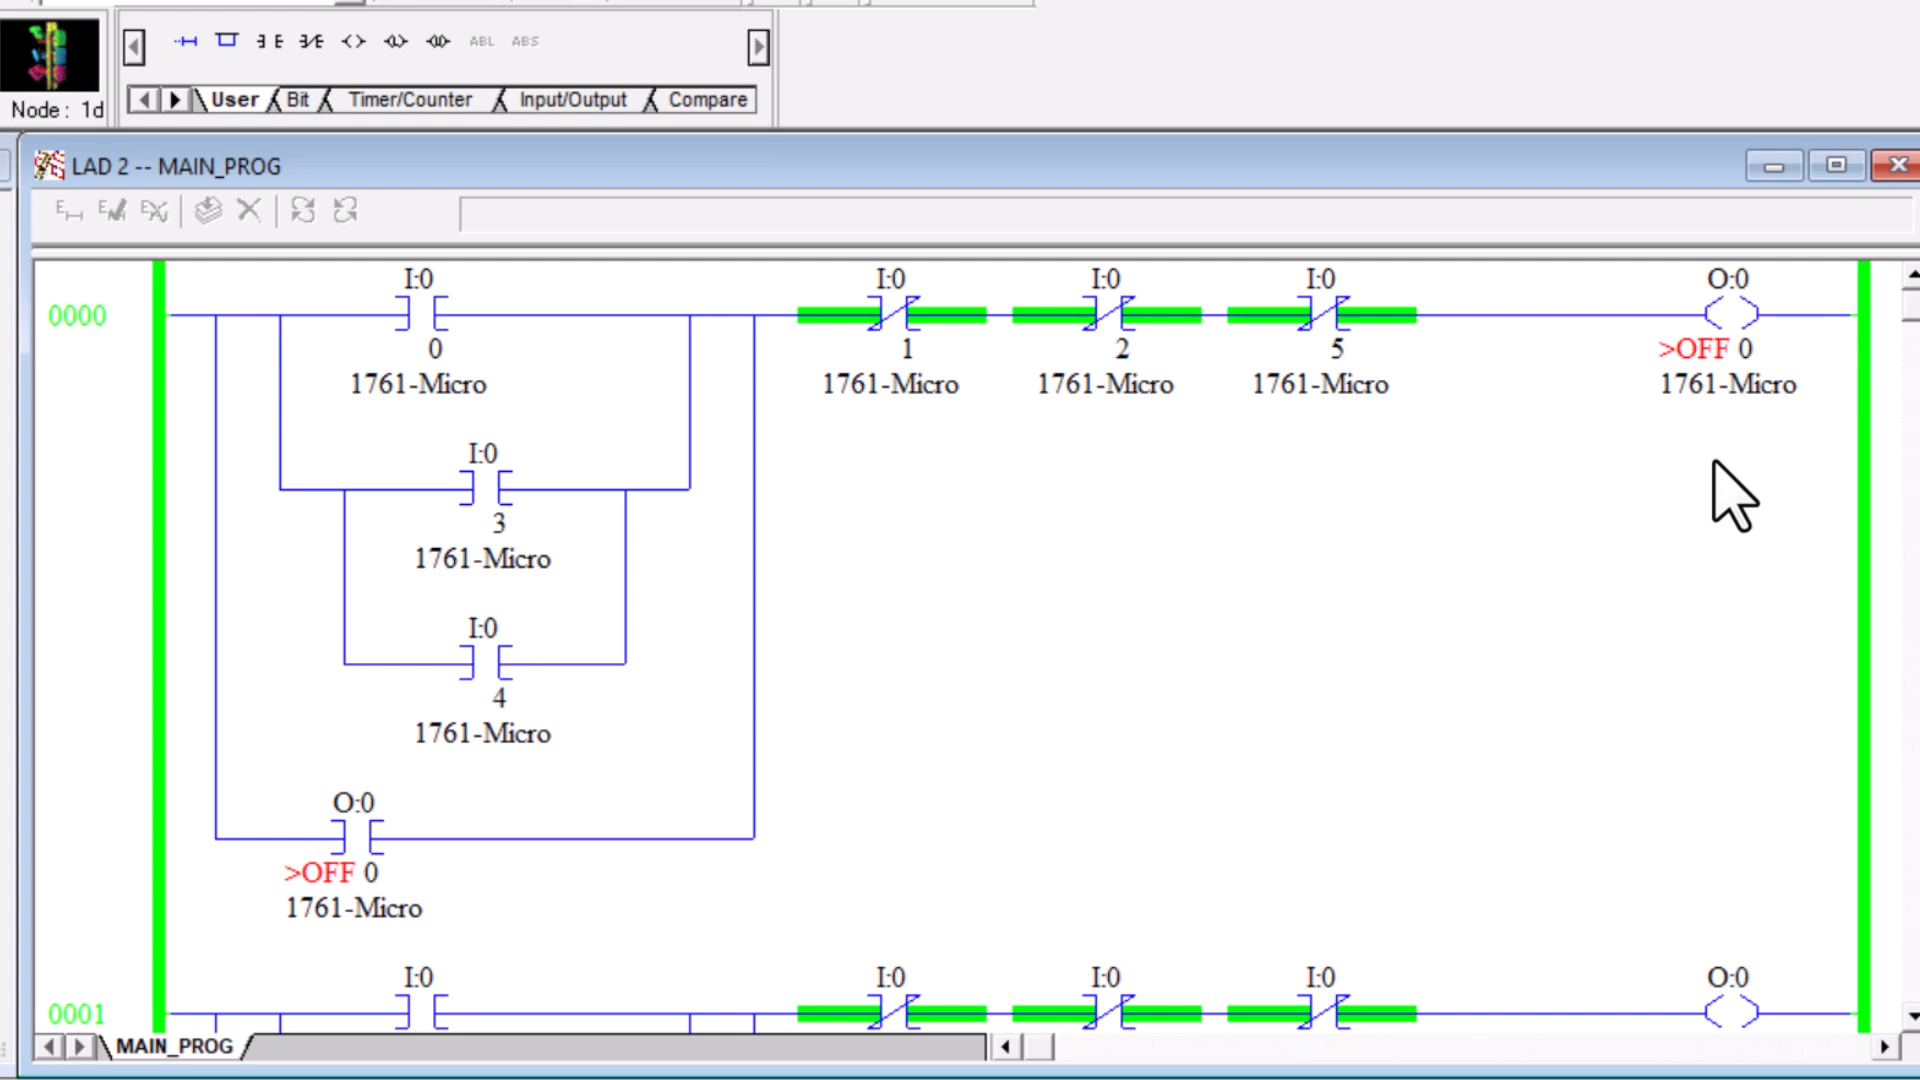 ABL ABS
Node : 1d
User Bit Timer/Counter Input/Output Compare
LAD 2 -- MAIN_PROG
I:0 I:0 I:0 I:0 O:0
0000
0 1 2 5 >OFF 0
1761-Micro 1761-Micro 1761-Micro 1761-Micro 1761-Micro
I:0
3
1761-Micro
I:0
4
1761-Micro
O:0
>OFF 0
1761-Micro
I:0 I:0 I:0 I:0 O:0
0001
MAIN_PROG